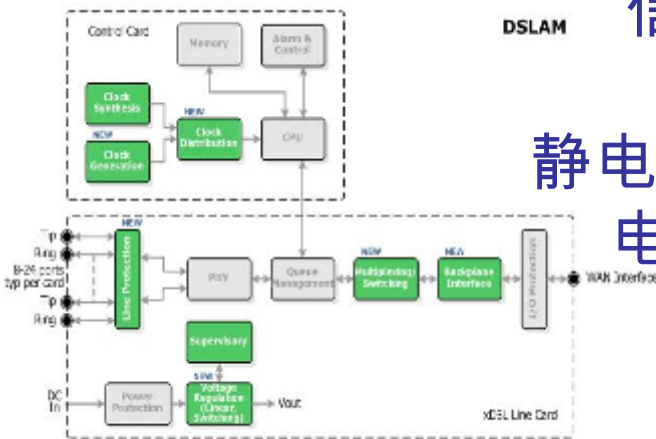 Control Card
Memory
Alarm &
Control
DSLAM
信
Clock
Synthesis
NEW
Clock
Generation
NEW
Clock
Distribution
CPU
静电
电
NEW
Tip
Ring
8-24 ports
typ per card
Tip
Ring
Line Protection
PHY
Queue
Management
NEW
Multiplexing/
Switching
NEW
Backplane
Interface
I/O Protection
WAN Interface
Supervisory
DC
In
Power
Protection
NEW
Voltage
Regulation
(Linear,
Switching)
Vout
xDSL Line Card